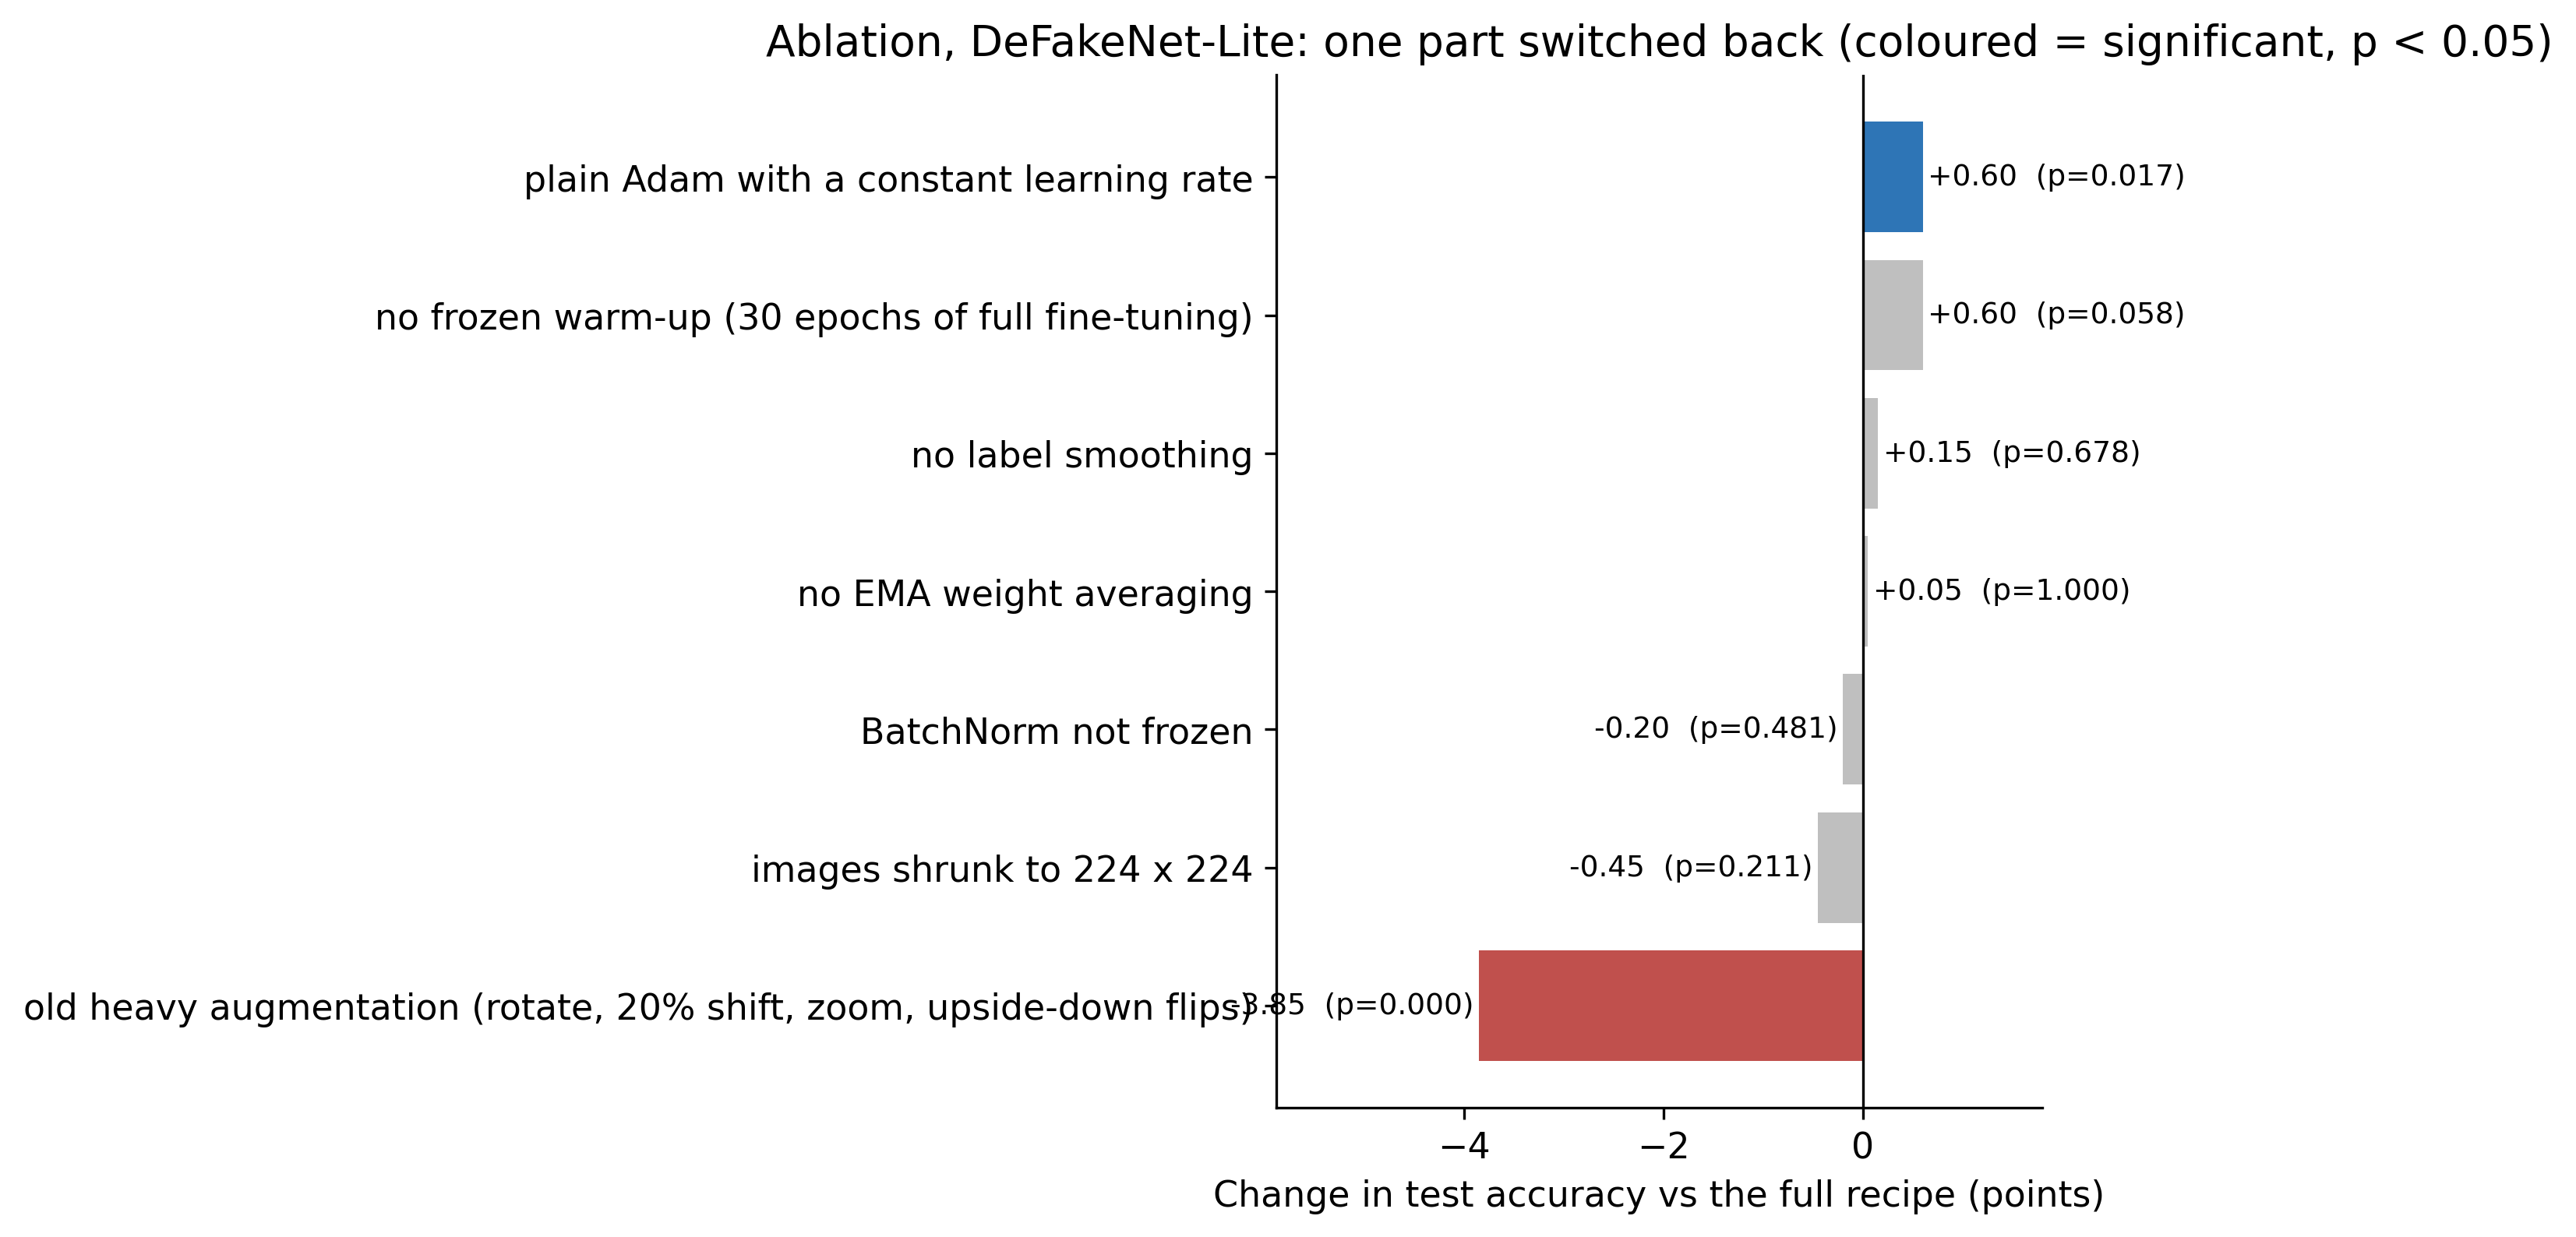 Ablation, DeFakeNet-Lite: one part switched back (coloured = significant, p < 0.05)
plain Adam with a constant learning rate
+0.60 (p=0.017)
no frozen warm-up (30 epochs of full fine-tuning)
+0.60 (p=0.058)
no label smoothing
+0.15 (p=0.678)
no EMA weight averaging
+0.05 (p=1.000)
BatchNorm not frozen
-0.20 (p=0.481)
images shrunk to 224 x 224
-0.45 (p=0.211)
old heavy augmentation (rotate, 20% shift, zoom, upside-down flips)
-3.85 (p=0.000)
−4 −2 0
Change in test accuracy vs the full recipe (points)